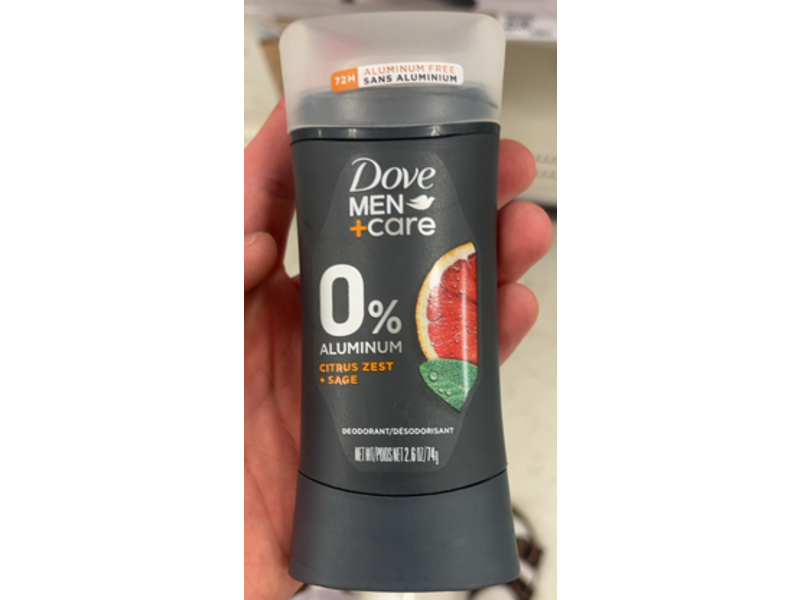 72H
ALUMINUM FREE
SANS ALUMINIUM
Dove
MEN
+care
0%
ALUMINUM
CITRUS ZEST
+ SAGE
DEODORANT/DÉSODORISANT
NET WT/POIDS NET 2.6 OZ/74g